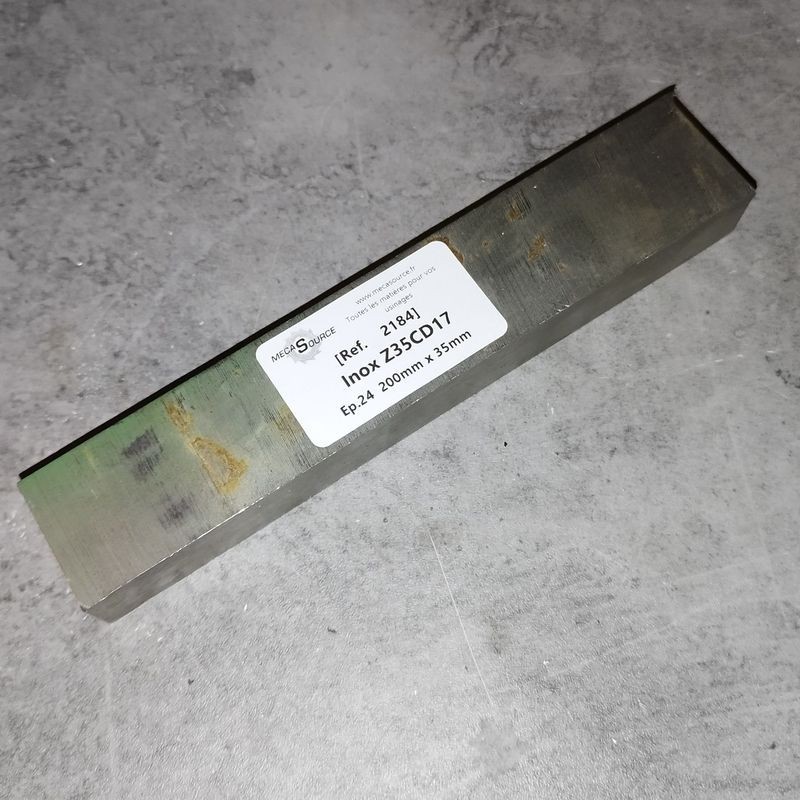 www.mecasource.fr
Toutes les matières pour vos
usinages
MECASOURCE
[Ref. 2184]
Inox Z35CD17
Ep.24 200mm x 35mm